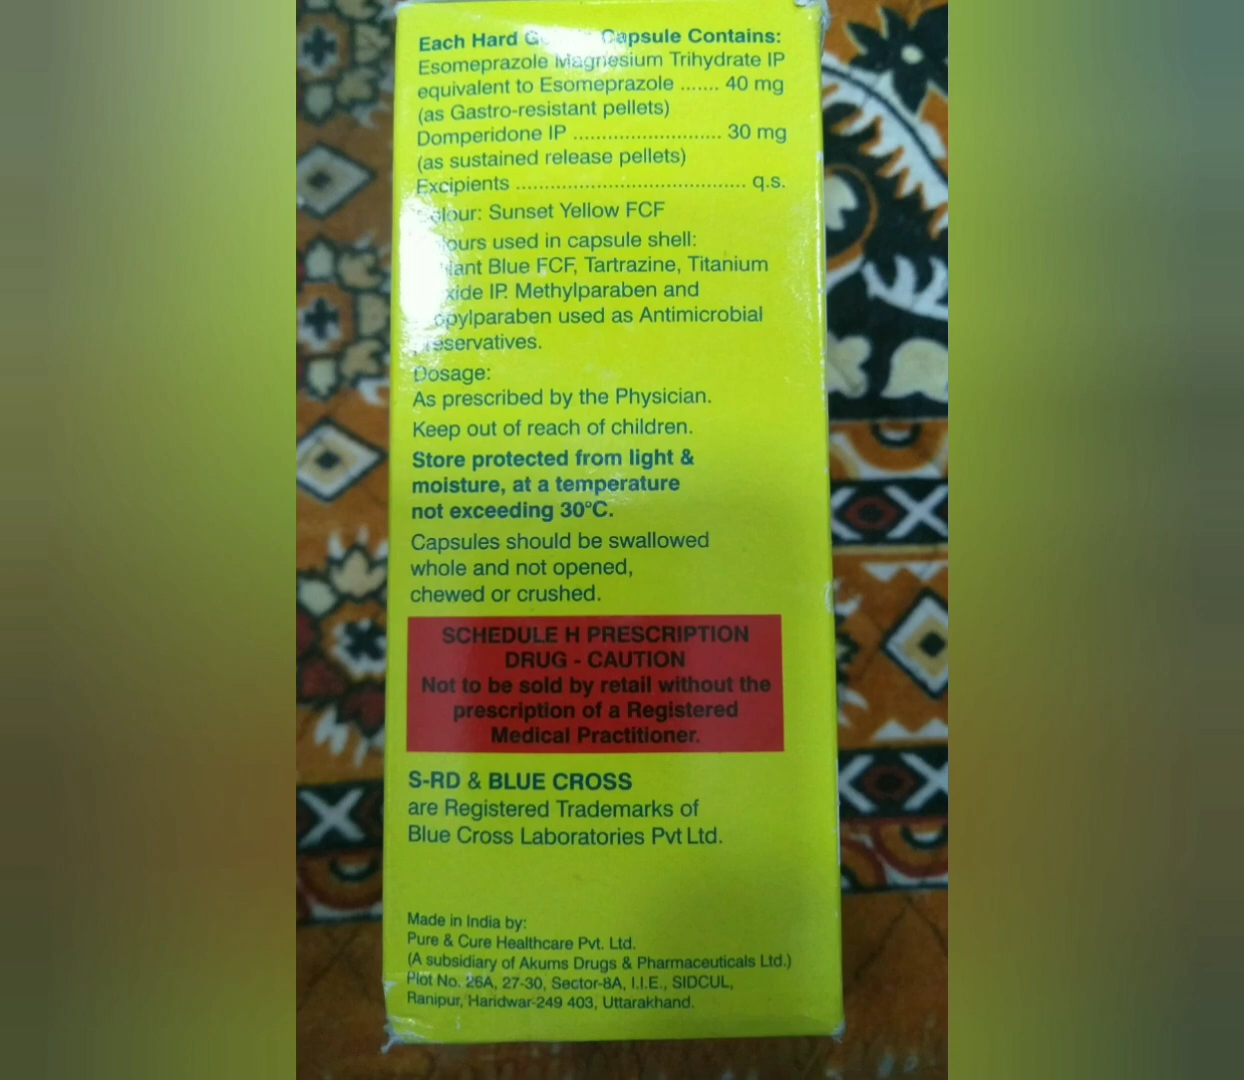 Each Hard Capsule Contains:
Esomeprazole Magnesium Trihydrate IP
equivalent to Esomeprazole ....... 40 mg
(as Gastro-resistant pellets)
Domperidone IP .......................... 30 mg
(as sustained release pellets)
Excipients ....................................... q.s.
Sunset Yellow FCF
used in capsule shell:
Blue FCF, Tartrazine, Titanium
IP. Methylparaben and
used as Antimicrobial
preservatives.
Dosage:
As prescribed by the Physician.
Keep out of reach of children.
Store protected from light &
moisture, at a temperature
not exceeding 30°C.
Capsules should be swallowed
whole and not opened,
chewed or crushed.
SCHEDULE H PRESCRIPTION
DRUG - CAUTION
Not to be sold by retail without the
prescription of a Registered
Medical Practitioner.
S-RD & BLUE CROSS
are Registered Trademarks of
Blue Cross Laboratories Pvt Ltd.
Made in India by:
Pure & Cure Healthcare Pvt. Ltd.
(A subsidiary of Akums Drugs & Pharmaceuticals Ltd.)
Plot No. 26A, 27-30, Sector-8A, I.I.E., SIDCUL,
Ranipur, Haridwar-249 403, Uttarakhand.